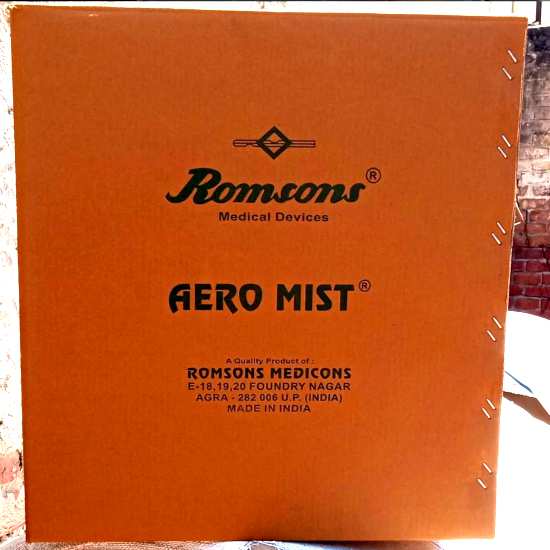 Romsons®
Medical Devices
AERO MIST®
A Quality Product of :
ROMSONS MEDICONS
E-18,19,20 FOUNDRY NAGAR
AGRA - 282 006 U.P. (INDIA)
MADE IN INDIA